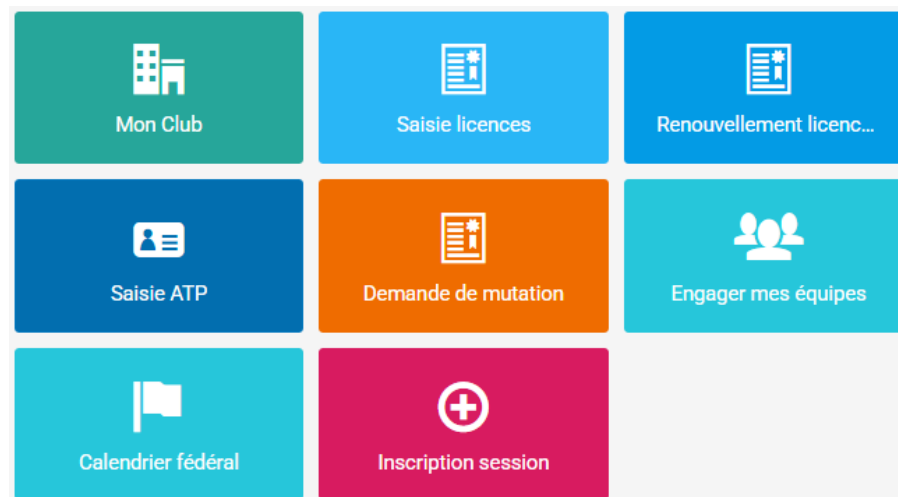 Mon Club
Saisie licences
Renouvellement licenc...
Saisie ATP
Demande de mutation
Engager mes équipes
Calendrier fédéral
Inscription session